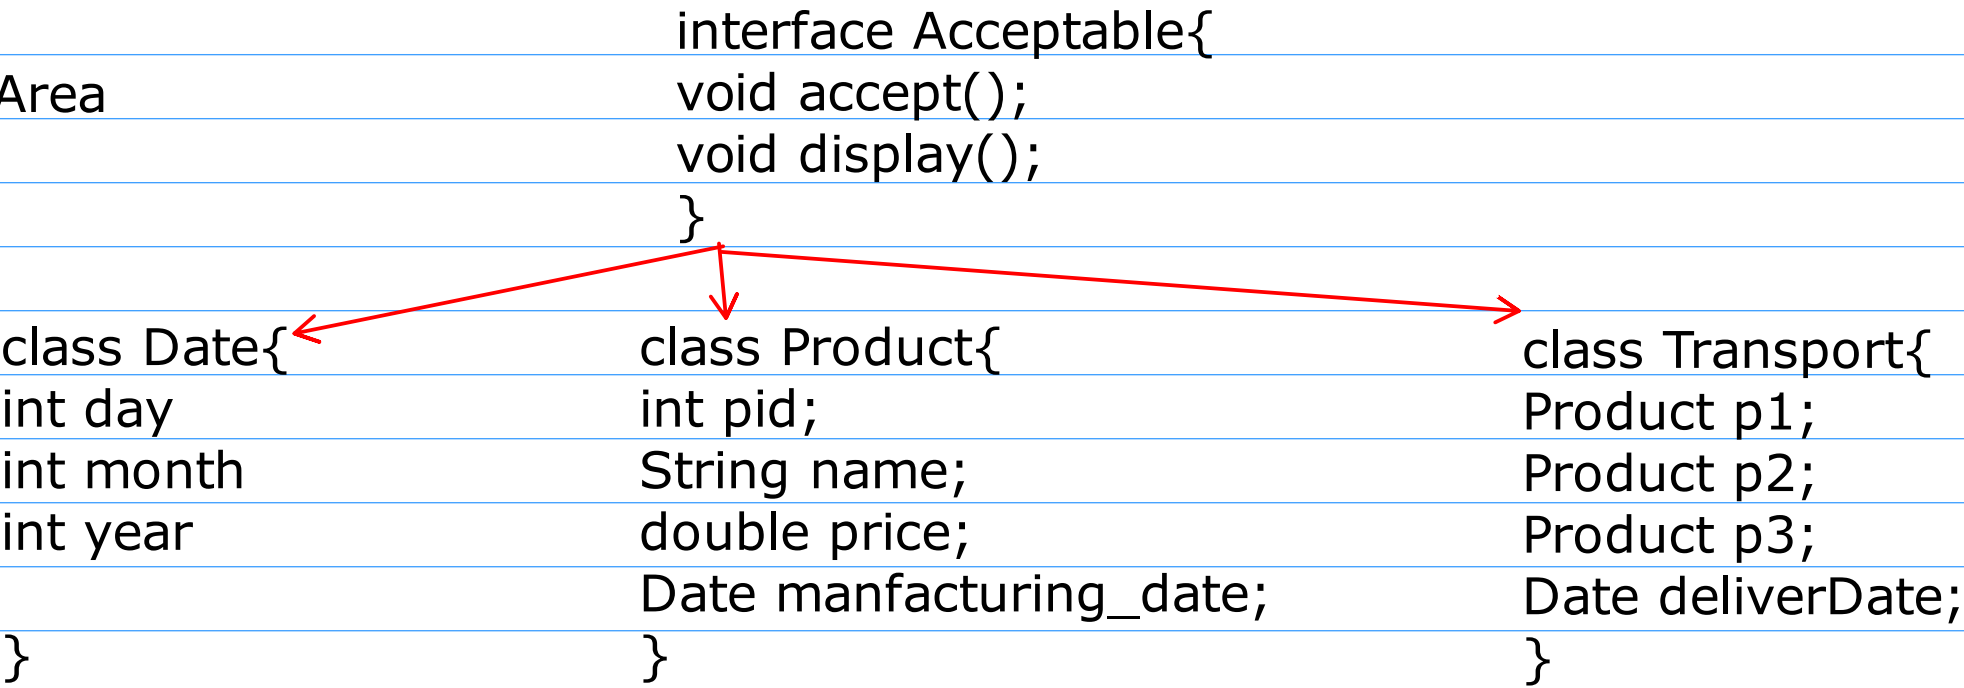 interface Acceptable{
Area
void accept();
void display();
}
class Date{
int day
int month
int year
}
class Product{
int pid;
String name;
double price;
Date manfacturing_date;
}
class Transport{
Product p1;
Product p2;
Product p3;
Date deliverDate;
}